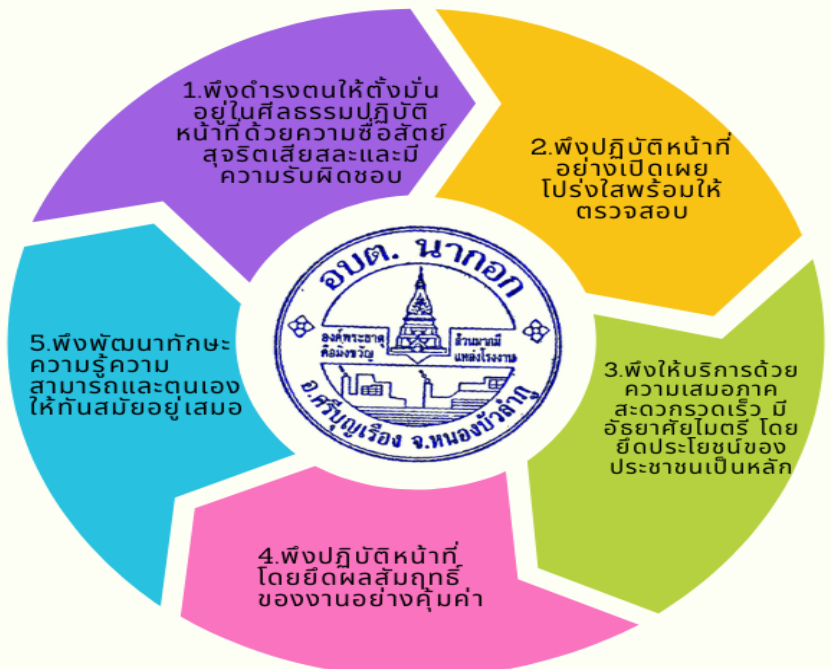 1.พึงดำรงตนให้ตั้งมั่น
อยู่ในศีลธรรมปฏิบัติ
หน้าที่ด้วยความซื่อสัตย์
สุจริตเสียสละและมี
ความรับผิดชอบ
2.พึงปฏิบัติหน้าที่
อย่างเปิดเผย
โปร่งใสพร้อมให้
ตรวจสอบ
3.พึงให้บริการด้วย
ความเสมอภาค
สะดวกรวดเร็ว มี
อัธยาศัยไมตรี โดย
ยึดประโยชน์ของ
ประชาชนเป็นหลัก
4.พึงปฏิบัติหน้าที่
โดยยึดผลสัมฤทธิ์
ของงานอย่างคุ้มค่า
5.พึงพัฒนาทักษะ
ความรู้ความ
สามารถและตนเอง
ให้ทันสมัยอยู่เสมอ
อบต. นากอก
องค์พระธาตุ
คือมิ่งขวัญ
ล้วนมากมี
แหล่งโรงงาน
อ.ศรีบุญเรือง จ.หนองบัวลำภู